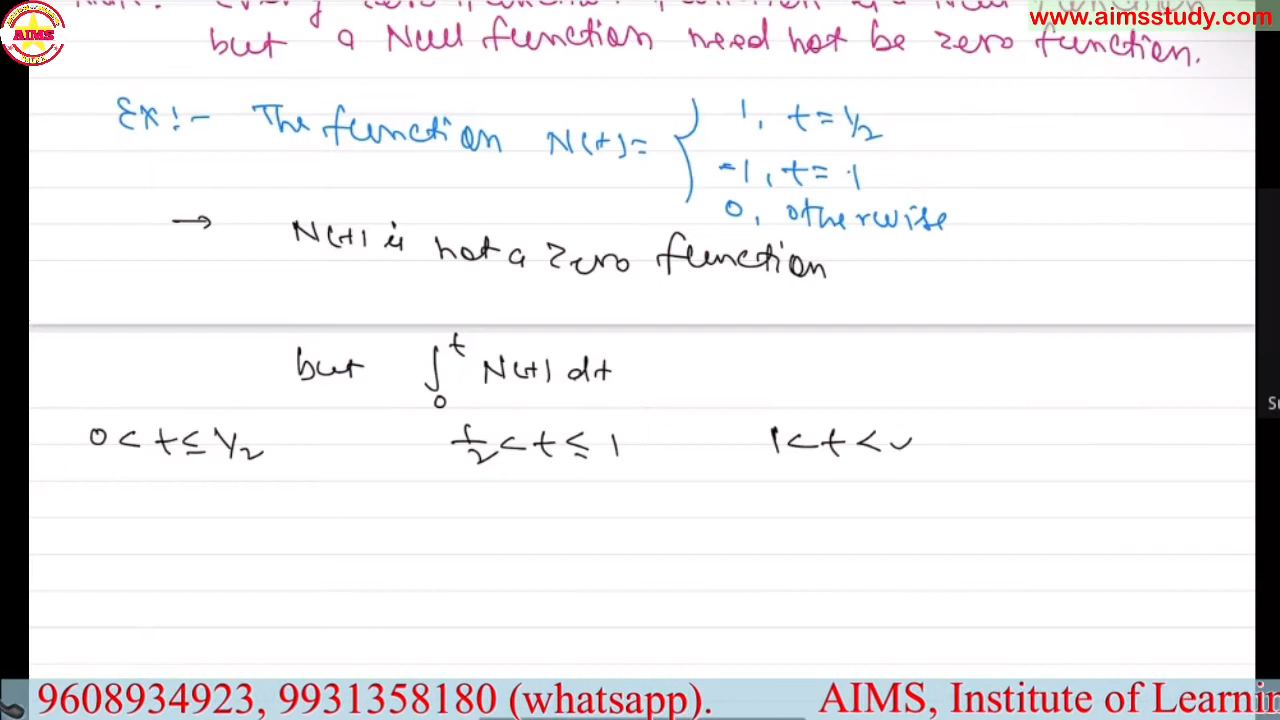 www.aimsstudy.com
AIMS
but a Null function need not be zero function.
Ex:- The function N(t)= { 1, t=1/2
-1, t=1
0, otherwise
→ N(t) is not a zero function
but ∫₀ᵗ N(t) dt
0<t≤1/2 1/2<t≤1 1<t<
9608934923, 9931358180 (whatsapp). AIMS, Institute of Learnin